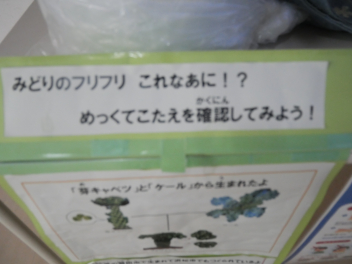 みどりのフリフリ これなあに！？
かくにん
めっくてこたえを確認してみよう！
「芽キャベツ」と「ケール」から生まれたよ